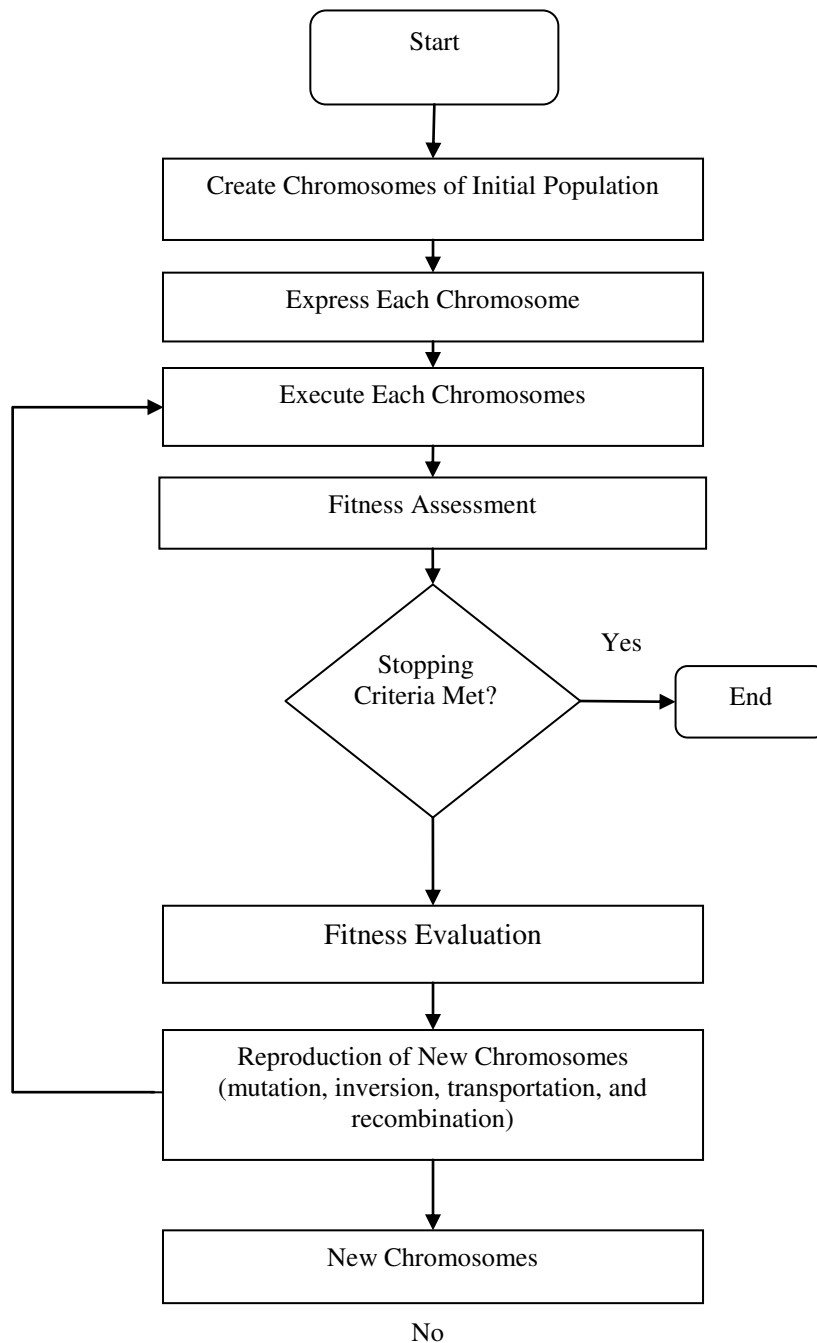 Start
Create Chromosomes of Initial Population
Express Each Chromosome
Execute Each Chromosomes
Fitness Assessment
Stopping
Criteria Met?
Yes
End
Fitness Evaluation
Reproduction of New Chromosomes
(mutation, inversion, transportation, and
recombination)
New Chromosomes
No